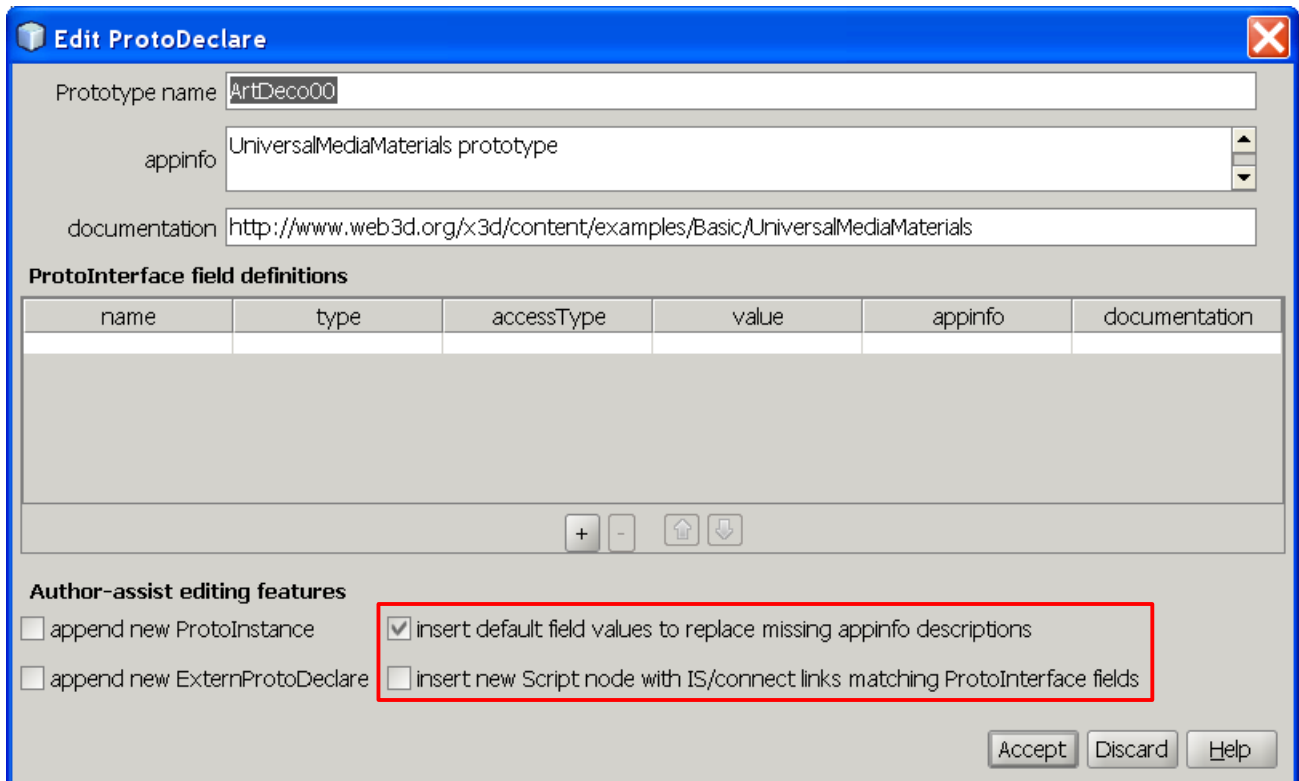 Edit ProtoDeclare
Prototype name ArtDeco00
appinfo UniversalMediaMaterials prototype
documentation http://www.web3d.org/x3d/content/examples/Basic/UniversalMediaMaterials
ProtoInterface field definitions
name type accessType value appinfo documentation
+ -
Author-assist editing features
append new ProtoInstance insert default field values to replace missing appinfo descriptions
append new ExternProtoDeclare insert new Script node with IS/connect links matching ProtoInterface fields
Accept Discard Help